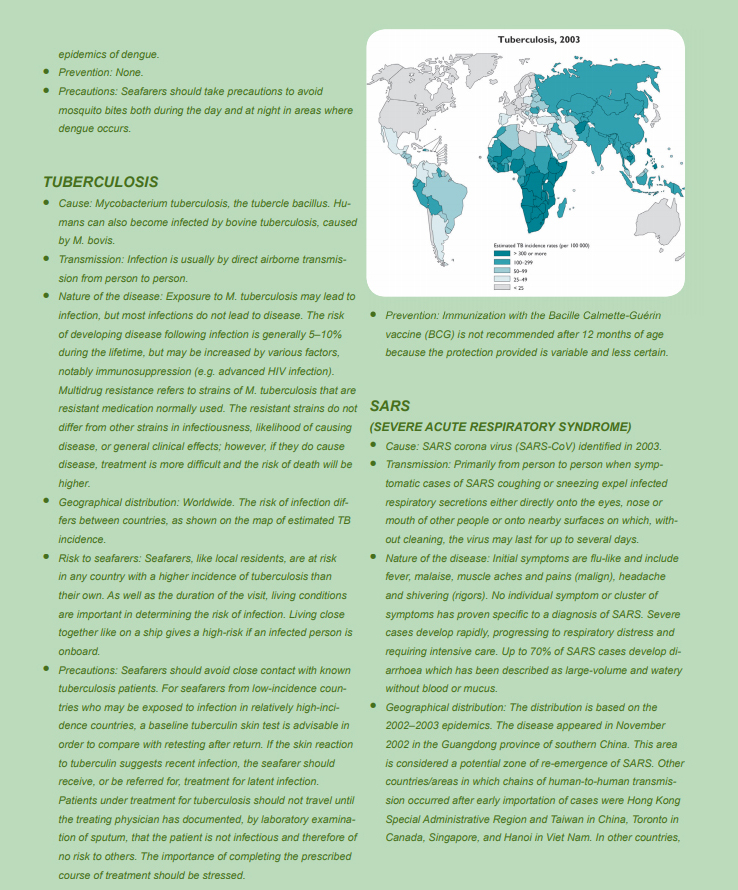 epidemics of dengue.
● Prevention: None.
● Precautions: Seafarers should take precautions to avoid
mosquito bites both during the day and at night in areas where
dengue occurs.
TUBERCULOSIS
● Cause: Mycobacterium tuberculosis, the tubercle bacillus. Hu-
mans can also become infected by bovine tuberculosis, caused
by M. bovis.
● Transmission: Infection is usually by direct airborne transmis-
sion from person to person.
● Nature of the disease: Exposure to M. tuberculosis may lead to
infection, but most infections do not lead to disease. The risk
of developing disease following infection is generally 5–10%
during the lifetime, but may be increased by various factors,
notably immunosuppression (e.g. advanced HIV infection).
Multidrug resistance refers to strains of M. tuberculosis that are
resistant medication normally used. The resistant strains do not
differ from other strains in infectiousness, likelihood of causing
disease, or general clinical effects; however, if they do cause
disease, treatment is more difficult and the risk of death will be
higher.
● Geographical distribution: Worldwide. The risk of infection dif-
fers between countries, as shown on the map of estimated TB
incidence.
● Risk to seafarers: Seafarers, like local residents, are at risk
in any country with a higher incidence of tuberculosis than
their own. As well as the duration of the visit, living conditions
are important in determining the risk of infection. Living close
together like on a ship gives a high-risk if an infected person is
onboard.
● Precautions: Seafarers should avoid close contact with known
tuberculosis patients. For seafarers from low-incidence coun-
tries who may be exposed to infection in relatively high-inci-
dence countries, a baseline tuberculin skin test is advisable in
order to compare with retesting after return. If the skin reaction
to tuberculin suggests recent infection, the seafarer should
receive, or be referred for, treatment for latent infection.
Patients under treatment for tuberculosis should not travel until
the treating physician has documented, by laboratory examina-
tion of sputum, that the patient is not infectious and therefore of
no risk to others. The importance of completing the prescribed
course of treatment should be stressed.
Tuberculosis, 2003
Estimated TB incidence rates (per 100 000)
> 300 or more
100–299
50–99
25–49
< 25
● Prevention: Immunization with the Bacille Calmette-Guérin
vaccine (BCG) is not recommended after 12 months of age
because the protection provided is variable and less certain.
SARS
(SEVERE ACUTE RESPIRATORY SYNDROME)
● Cause: SARS corona virus (SARS-CoV) identified in 2003.
● Transmission: Primarily from person to person when symp-
tomatic cases of SARS coughing or sneezing expel infected
respiratory secretions either directly onto the eyes, nose or
mouth of other people or onto nearby surfaces on which, with-
out cleaning, the virus may last for up to several days.
● Nature of the disease: Initial symptoms are flu-like and include
fever, malaise, muscle aches and pains (malign), headache
and shivering (rigors). No individual symptom or cluster of
symptoms has proven specific to a diagnosis of SARS. Severe
cases develop rapidly, progressing to respiratory distress and
requiring intensive care. Up to 70% of SARS cases develop di-
arrhoea which has been described as large-volume and watery
without blood or mucus.
● Geographical distribution: The distribution is based on the
2002–2003 epidemics. The disease appeared in November
2002 in the Guangdong province of southern China. This area
is considered a potential zone of re-emergence of SARS. Other
countries/areas in which chains of human-to-human transmis-
sion occurred after early importation of cases were Hong Kong
Special Administrative Region and Taiwan in China, Toronto in
Canada, Singapore, and Hanoi in Viet Nam. In other countries,